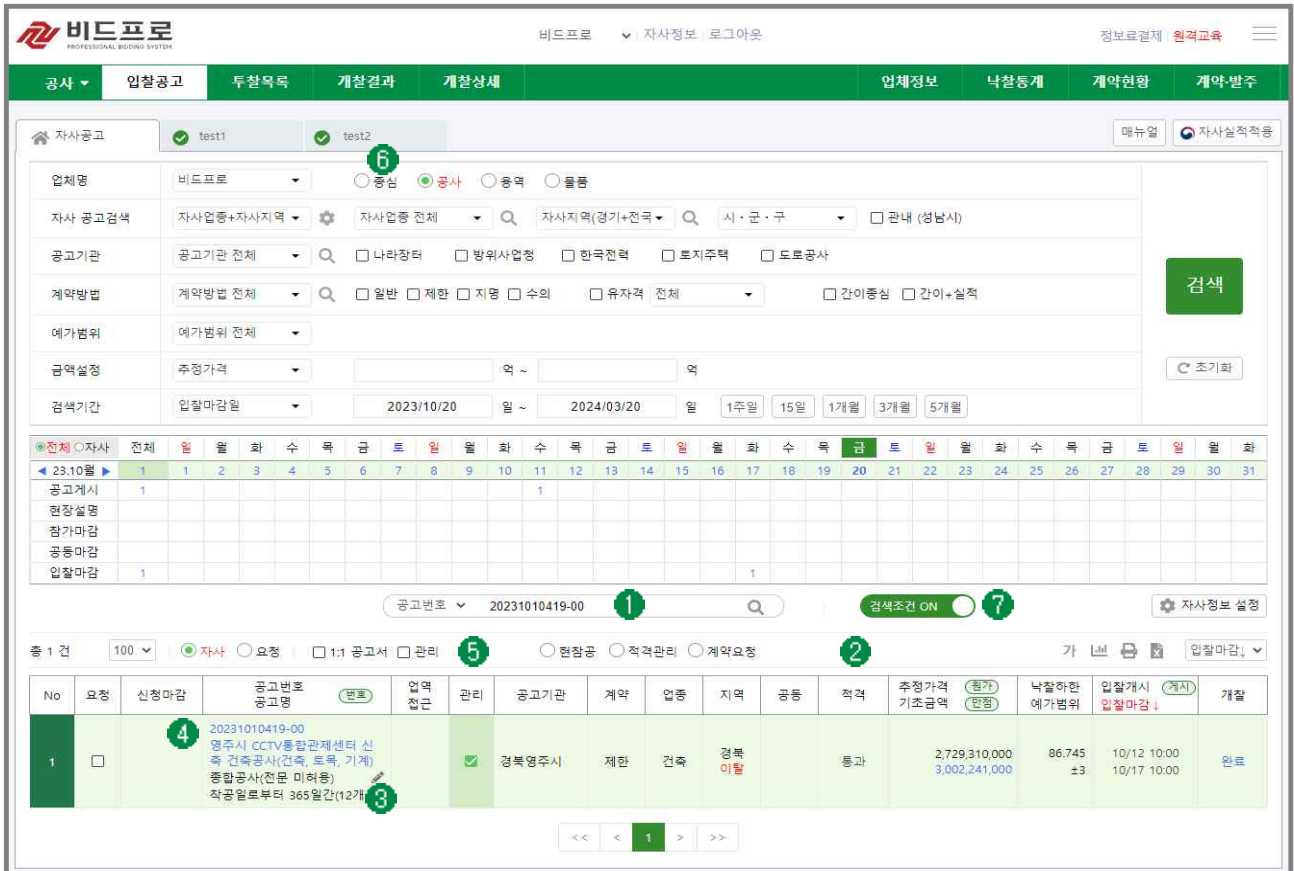 비드프로
PROFESSIONAL BIDDING SYSTEM
비드프로 자사정보 로그아웃
정보료결제 원격교육
공사 입찰공고 투찰목록 개찰결과 개찰상세 업체정보 낙찰통계 계약현황 계약·발주
자사공고 test1 test2 매뉴얼 자사실적적용
6
업체명 비드프로 종심 공사 용역 물품
자사 공고검색 자사업종+자사지역 자사업종 전체 자사지역(경기+전국 시·군·구 관내 (성남시)
공고기관 공고기관 전체 나라장터 방위사업청 한국전력 토지주택 도로공사
계약방법 계약방법 전체 일반 제한 지명 수의 유자격 전체 간이종심 간이+실적
검색
예가범위 예가범위 전체
금액설정 추정가격 억 ~ 억
초기화
검색기간 입찰마감일 2023/10/20 일 ~ 2024/03/20 일 1주일 15일 1개월 3개월 5개월
전체 자사 전체 일 월 화 수 목 금 토 일 월 화 수 목 금 토 일 월 화 수 목 금 토 일 월 화 수 목 금 토 일 월 화
◀ 23.10월 ▶ 1 1 2 3 4 5 6 7 8 9 10 11 12 13 14 15 16 17 18 19 20 21 22 23 24 25 26 27 28 29 30 31
공고게시 1 1
현장설명
참가마감
공동마감
입찰마감 1 1
공고번호 20231010419-00 1 검색조건 ON 7 자사정보 설정
총 1 건 100 자사 요청 1:1 공고서 관리 5 현참공 적격관리 계약요청 2 가 입찰마감↓
No 요청 신청마감 공고번호 공고명 (번호) 업역 접근 관리 공고기관 계약 업종 지역 공동 적격 추정가격 (원가) 기초금액 (만점) 낙찰하한 예가범위 입찰개시 (게시) 입찰마감↓ 개찰
4
20231010419-00
영주시 CCTV통합관제센터 신
축 건축공사(건축, 토목, 기계)
종합공사(전문 미허용)
착공일로부터 365일간(12개
3
1 경북영주시 제한 건축 경북 이탈 통과 2,729,310,000 3,002,241,000 86.745 ±3 10/12 10:00 10/17 10:00 완료
<< < 1 > >>